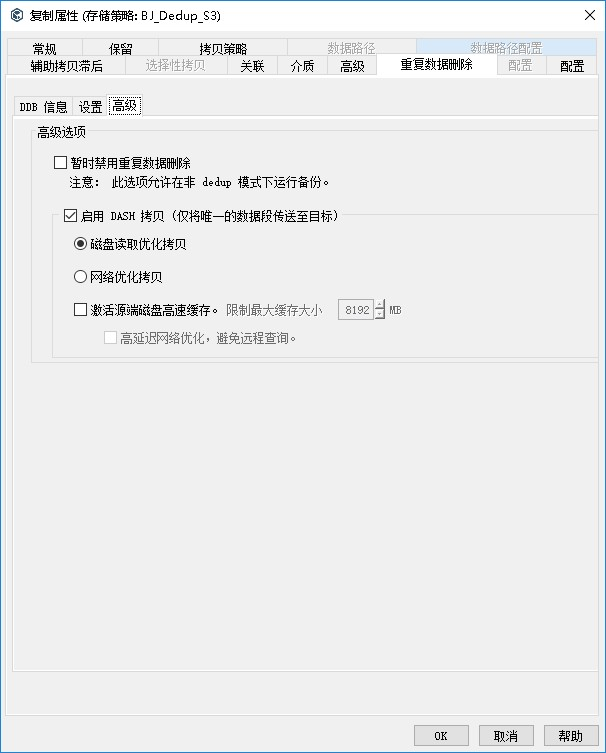 复制属性 (存储策略: BJ_Dedup_S3)
常规 保留 拷贝策略 数据路径 数据路径配置
辅助拷贝滞后 选择性拷贝 关联 介质 高级 重复数据删除 配置 配置
DDB 信息 设置 高级
高级选项
暂时禁用重复数据删除
注意： 此选项允许在非 dedup 模式下运行备份。
启用 DASH 拷贝（仅将唯一的数据段传送至目标）
磁盘读取优化拷贝
网络优化拷贝
激活源端磁盘高速缓存。 限制最大缓存大小 8192 MB
高延迟网络优化，避免远程查询。
OK 取消 帮助